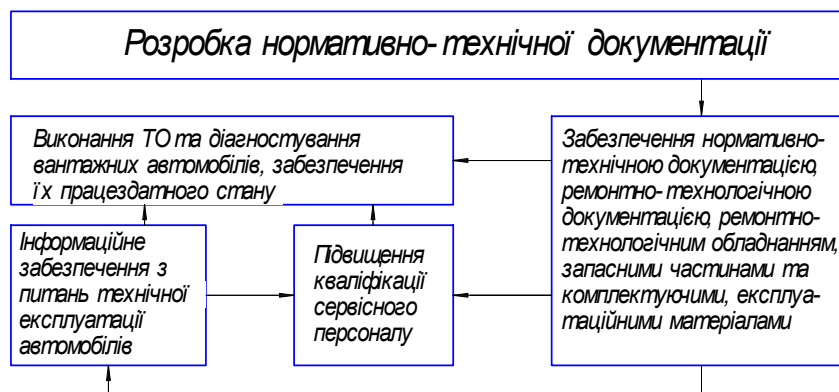 Розробка нормативно-технічної документації
Виконання ТО та діагностування
вантажних автомобілів, забезпечення
їх працездатного стану
Забезпечення нормативно-
технічною документацією,
ремонтно-технологічною
документацією, ремонтно-
технологічним обладнанням,
запасними частинами та
комплектуючими, експлуа-
таційними матеріалами
Інформаційне
забезпечення з
питань технічної
експлуатації
автомобілів
Підвищення
кваліфікації
сервісного
персоналу